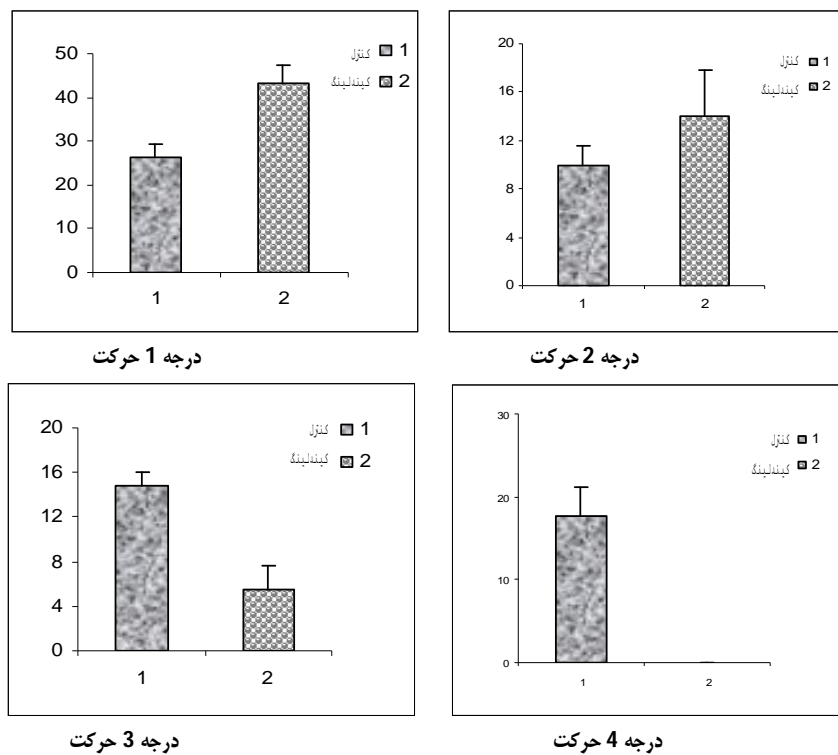 1 کنترل
2 کیندلینگ
50
40
30
20
10
0
1 2
درجه 1 حرکت
1 کنترل
2 کیندلینگ
20
16
12
8
4
0
1 2
درجه 2 حرکت
1 کنترل
2 کیندلینگ
20
16
12
8
4
0
1 2
درجه 3 حرکت
1 کنترل
2 کیندلینگ
30
20
10
0
1 2
درجه 4 حرکت